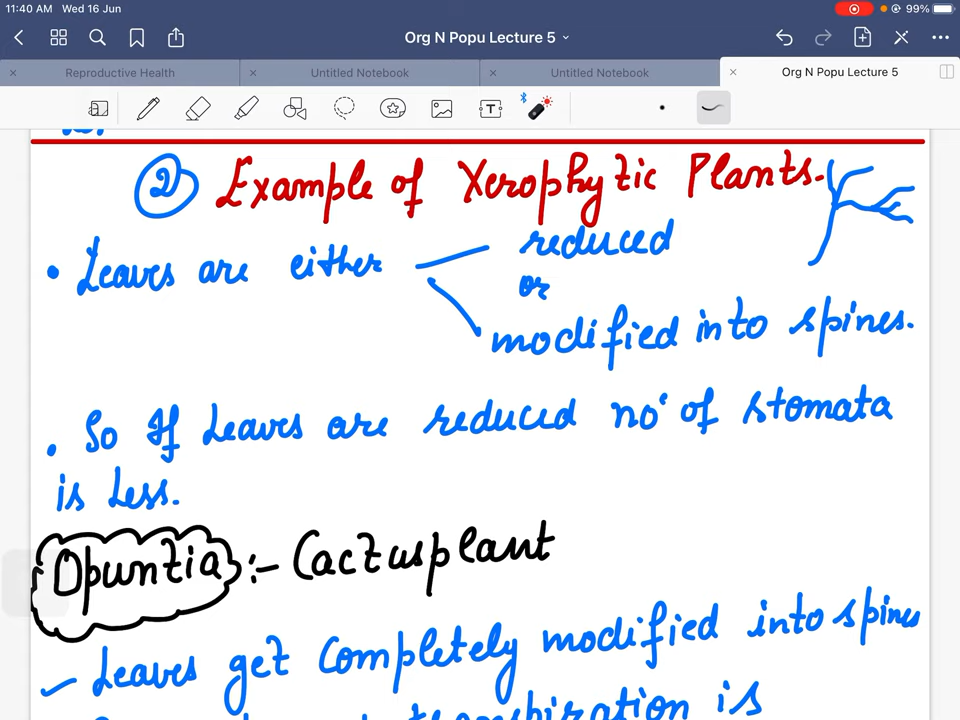 11:40 AM Wed 16 Jun 99%
Org N Popu Lecture 5
Reproductive Health Untitled Notebook Untitled Notebook Org N Popu Lecture 5
2 Example of Xerophytic Plants.
• Leaves are either reduced
or
modified into spines.
• So If Leaves are reduced no. of stomata
is Less.
Opuntia :- Cactusplant
Leaves get completely modified into spines
transpiration is